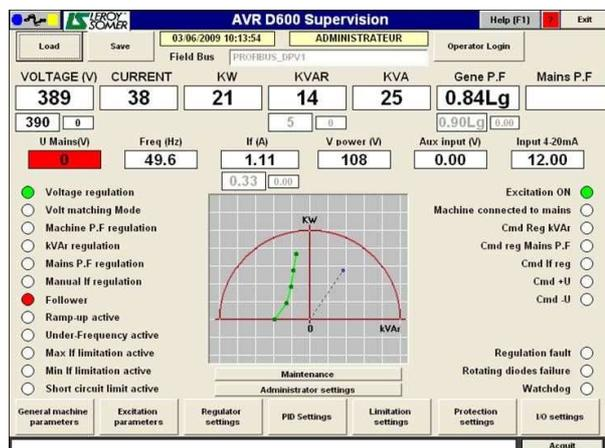 LEROY SOMER AVR D600 Supervision Help (F1) ? Exit
Load Save 03/06/2009 10:13:54 ADMINISTRATEUR Operator Login
Field Bus PROFIBUS_DPV1
VOLTAGE (V) CURRENT KW KVAR KVA Gene P.F Mains P.F
389 38 21 14 25 0.84Lg
390 0 5 0 0.90Lg 0.00
U Mains(V) Freq (Hz) If (A) V power (V) Aux input (V) Input 4-20mA
0 49.6 1.11 108 0.00 12.00
0.33 0.00
Voltage regulation
Volt matching Mode
Machine P.F regulation
kVAr regulation
Mains P.F regulation
Manual If regulation
Follower
Ramp-up active
Under-Frequency active
Max If limitation active
Min If limitation active
Short circuit limit active
KW
0 kVAr
Excitation ON
Machine connected to mains
Cmd Reg kVAr
Cmd reg Mains P.F
Cmd If reg
Cmd +U
Cmd -U
Regulation fault
Rotating diodes failure
Watchdog
Maintenance
Administrator settings
General machine parameters
Excitation parameters
Regulator settings
PID Settings
Limitation settings
Protection settings
I/O settings
Acquit